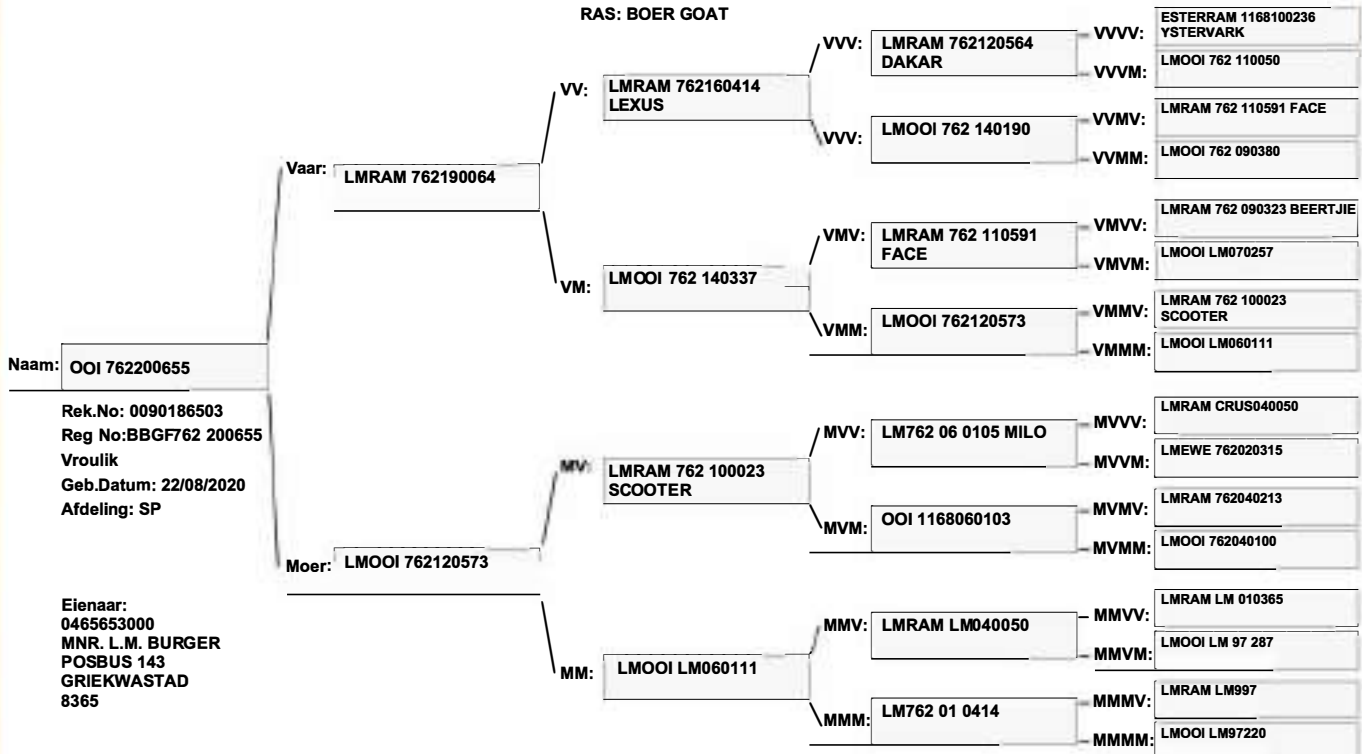 RAS: BOER GOAT
Naam: OOI 762200655
Rek.No: 0090186503
Reg No:BBGF762 200655
Vroulik
Geb.Datum: 22/08/2020
Afdeling: SP
Eienaar:
0465653000
MNR. L.M. BURGER
POSBUS 143
GRIEKWASTAD
8365
Vaar: LMRAM 762190064
Moer: LMOOI 762120573
VV: LMRAM 762160414
LEXUS
VM: LMOOI 762 140337
MV: LMRAM 762 100023
SCOOTER
MM: LMOOI LM060111
VVV: LMRAM 762120564
DAKAR
VVV: LMOOI 762 140190
VMV: LMRAM 762 110591
FACE
VMM: LMOOI 762120573
MVV: LM762 06 0105 MILO
MVM: OOI 1168060103
MMV: LMRAM LM040050
MMM: LM762 01 0414
VVVV: ESTERRAM 1168100236
YSTERVARK
VVVM: LMOOI 762 110050
VVMV: LMRAM 762 110591 FACE
VVMM: LMOOI 762 090380
VMVV: LMRAM 762 090323 BEERTJIE
VMVM: LMOOI LM070257
VMMV: LMRAM 762 100023
SCOOTER
VMMM: LMOOI LM060111
MVVV: LMRAM CRUS040050
MVVM: LMEWE 762020315
MVMV: LMRAM 762040213
MVMM: LMOOI 762040100
MMVV: LMRAM LM 010365
MMVM: LMOOI LM 97 287
MMMV: LMRAM LM997
MMMM: LMOOI LM97220